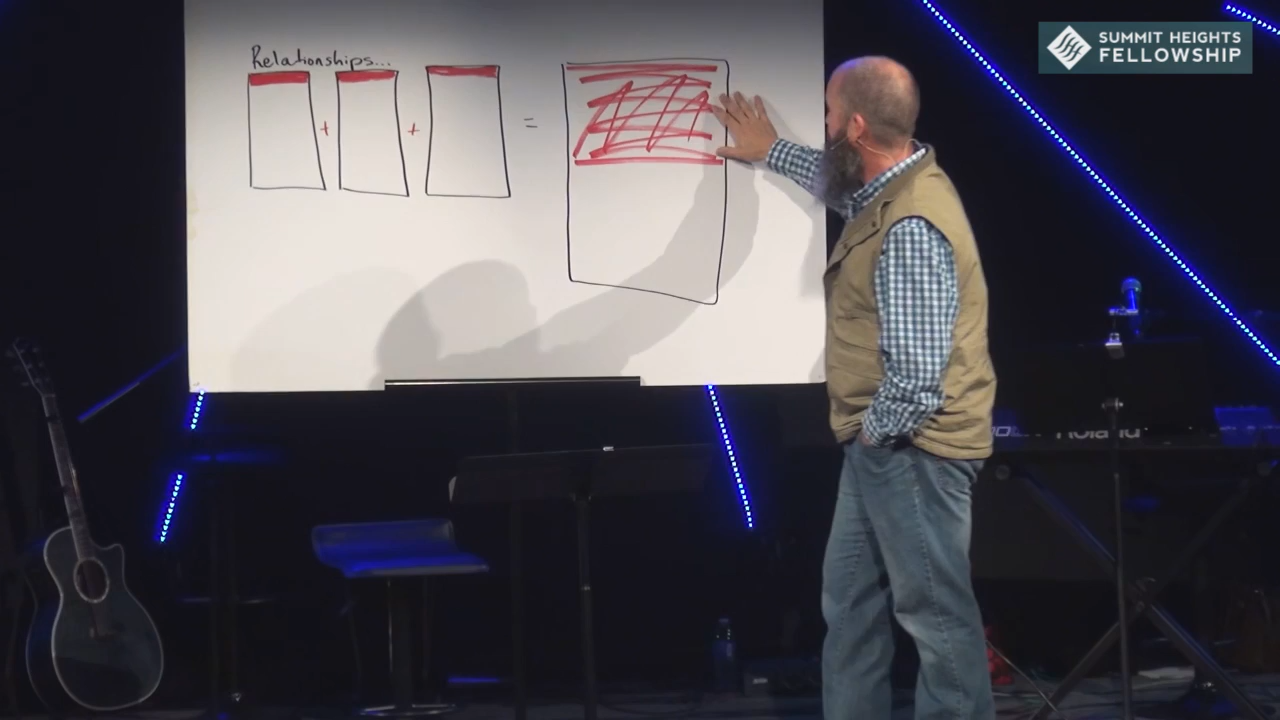 SUMMIT HEIGHTS
FELLOWSHIP
Relationships...
+ + =
Roland